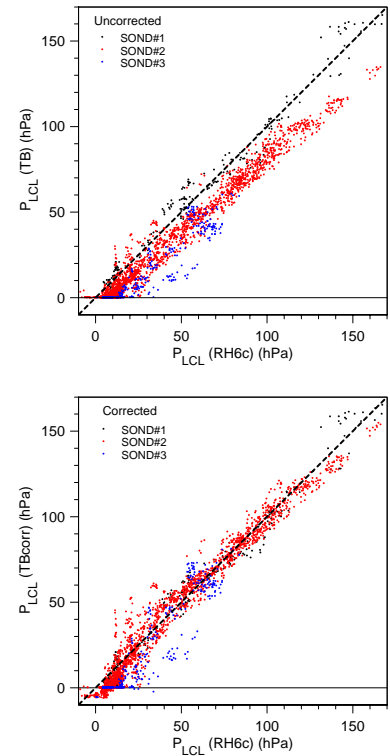 Uncorrected
SOND#1
SOND#2
SOND#3
150
100
50
0
P_LCL (TB) (hPa)
0 50 100 150
P_LCL (RH6c) (hPa)
Corrected
SOND#1
SOND#2
SOND#3
150
100
50
0
P_LCL (TBcorr) (hPa)
0 50 100 150
P_LCL (RH6c) (hPa)